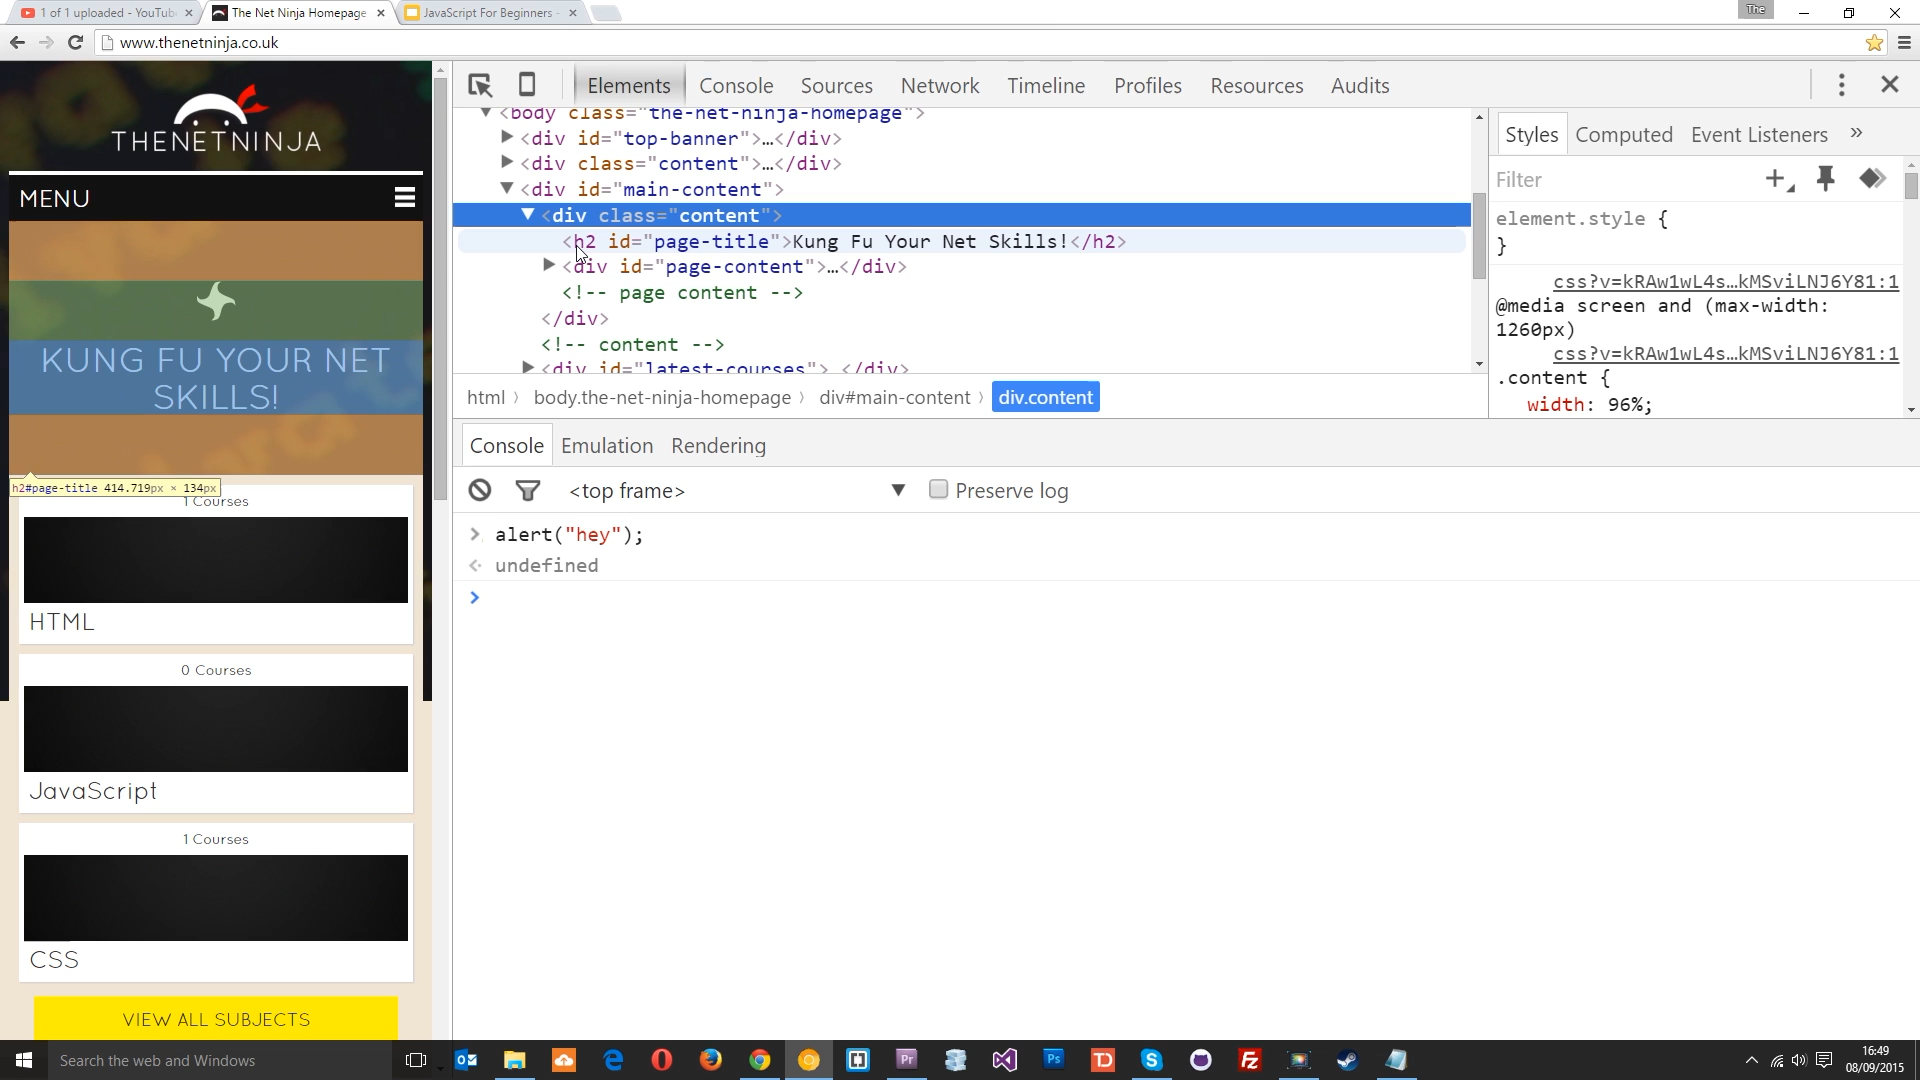 1 of 1 uploaded - YouTub
The Net Ninja Homepage
JavaScript For Beginners -
The
www.thenetninja.co.uk
THENETNINJA
MENU
KUNG FU YOUR NET
SKILLS!
h2#page-title 414.719px × 134px
1 Courses
HTML
0 Courses
JavaScript
1 Courses
CSS
VIEW ALL SUBJECTS
Elements Console Sources Network Timeline Profiles Resources Audits
<body class="the-net-ninja-homepage">
<div id="top-banner">…</div>
<div class="content">…</div>
<div id="main-content">
<div class="content">
<h2 id="page-title">Kung Fu Your Net Skills!</h2>
<div id="page-content">…</div>
<!-- page content -->
</div>
<!-- content -->
<div id="latest-courses"> </div>
html body.the-net-ninja-homepage div#main-content div.content
Styles Computed Event Listeners »
Filter
element.style {
}
css?v=kRAw1wL4s…kMSviLNJ6Y81:1
@media screen and (max-width:
1260px)
css?v=kRAw1wL4s…kMSviLNJ6Y81:1
.content {
width: 96%;
Console Emulation Rendering
<top frame> Preserve log
> alert("hey");
undefined
>
Search the web and Windows
16:49
08/09/2015